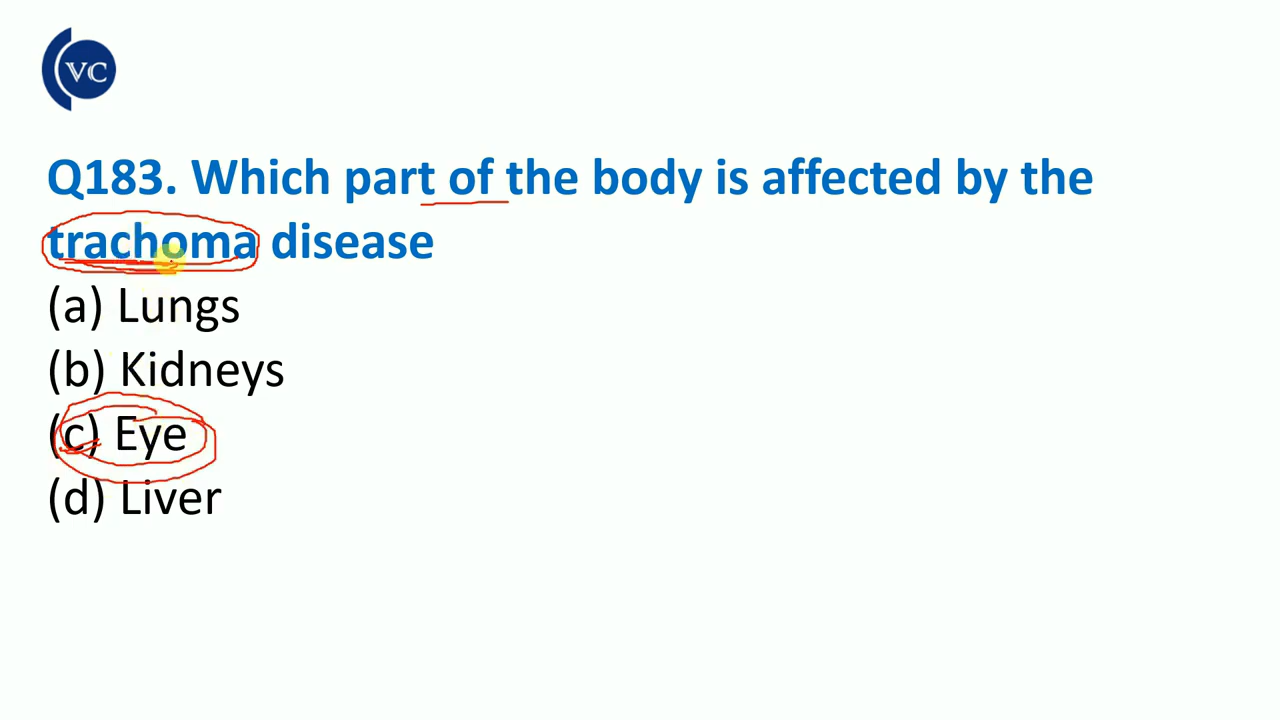 VC
Q183. Which part of the body is affected by the
trachoma disease
(a) Lungs
(b) Kidneys
(c) Eye
(d) Liver